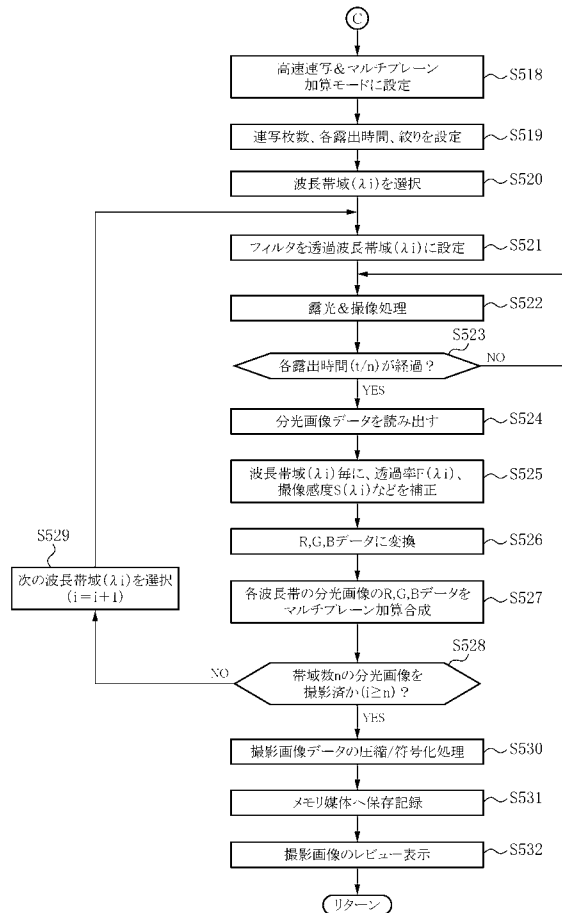 C
高速連写&マルチプレーン
加算モードに設定
S518
連写枚数、各露出時間、絞りを設定
S519
波長帯域(λi)を選択
S520
フィルタを透過波長帯域(λi)に設定
S521
露光&撮像処理
S522
S523
各露出時間(t/n)が経過?
NO
YES
分光画像データを読み出す
S524
波長帯域(λi)毎に、透過率F(λi)、
撮像感度S(λi)などを補正
S525
R,G,Bデータに変換
S526
S529
次の波長帯域(λi)を選択
(i=i+1)
各波長帯の分光画像のR,G,Bデータを
マルチプレーン加算合成
S527
S528
NO
帯域数nの分光画像を
撮影済か(i≥n)?
YES
撮影画像データの圧縮/符号化処理
S530
メモリ媒体へ保存記録
S531
撮影画像のレビュー表示
S532
リターン